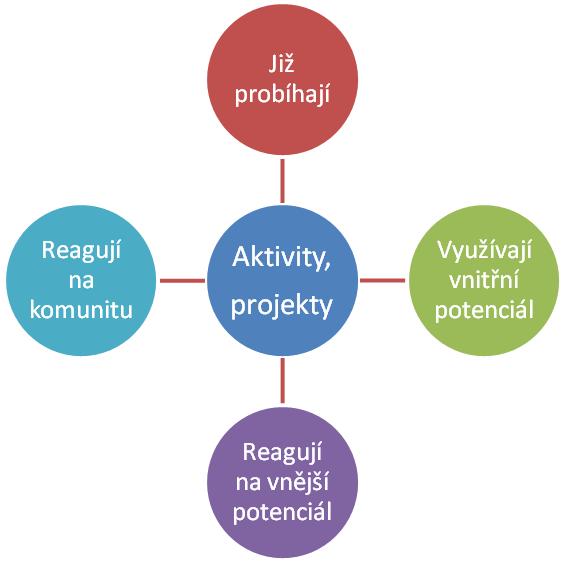 Již
probíhají
Reagují
na
komunitu
Aktivity,
projekty
Využívají
vnitřní
potenciál
Reagují
na vnější
potenciál